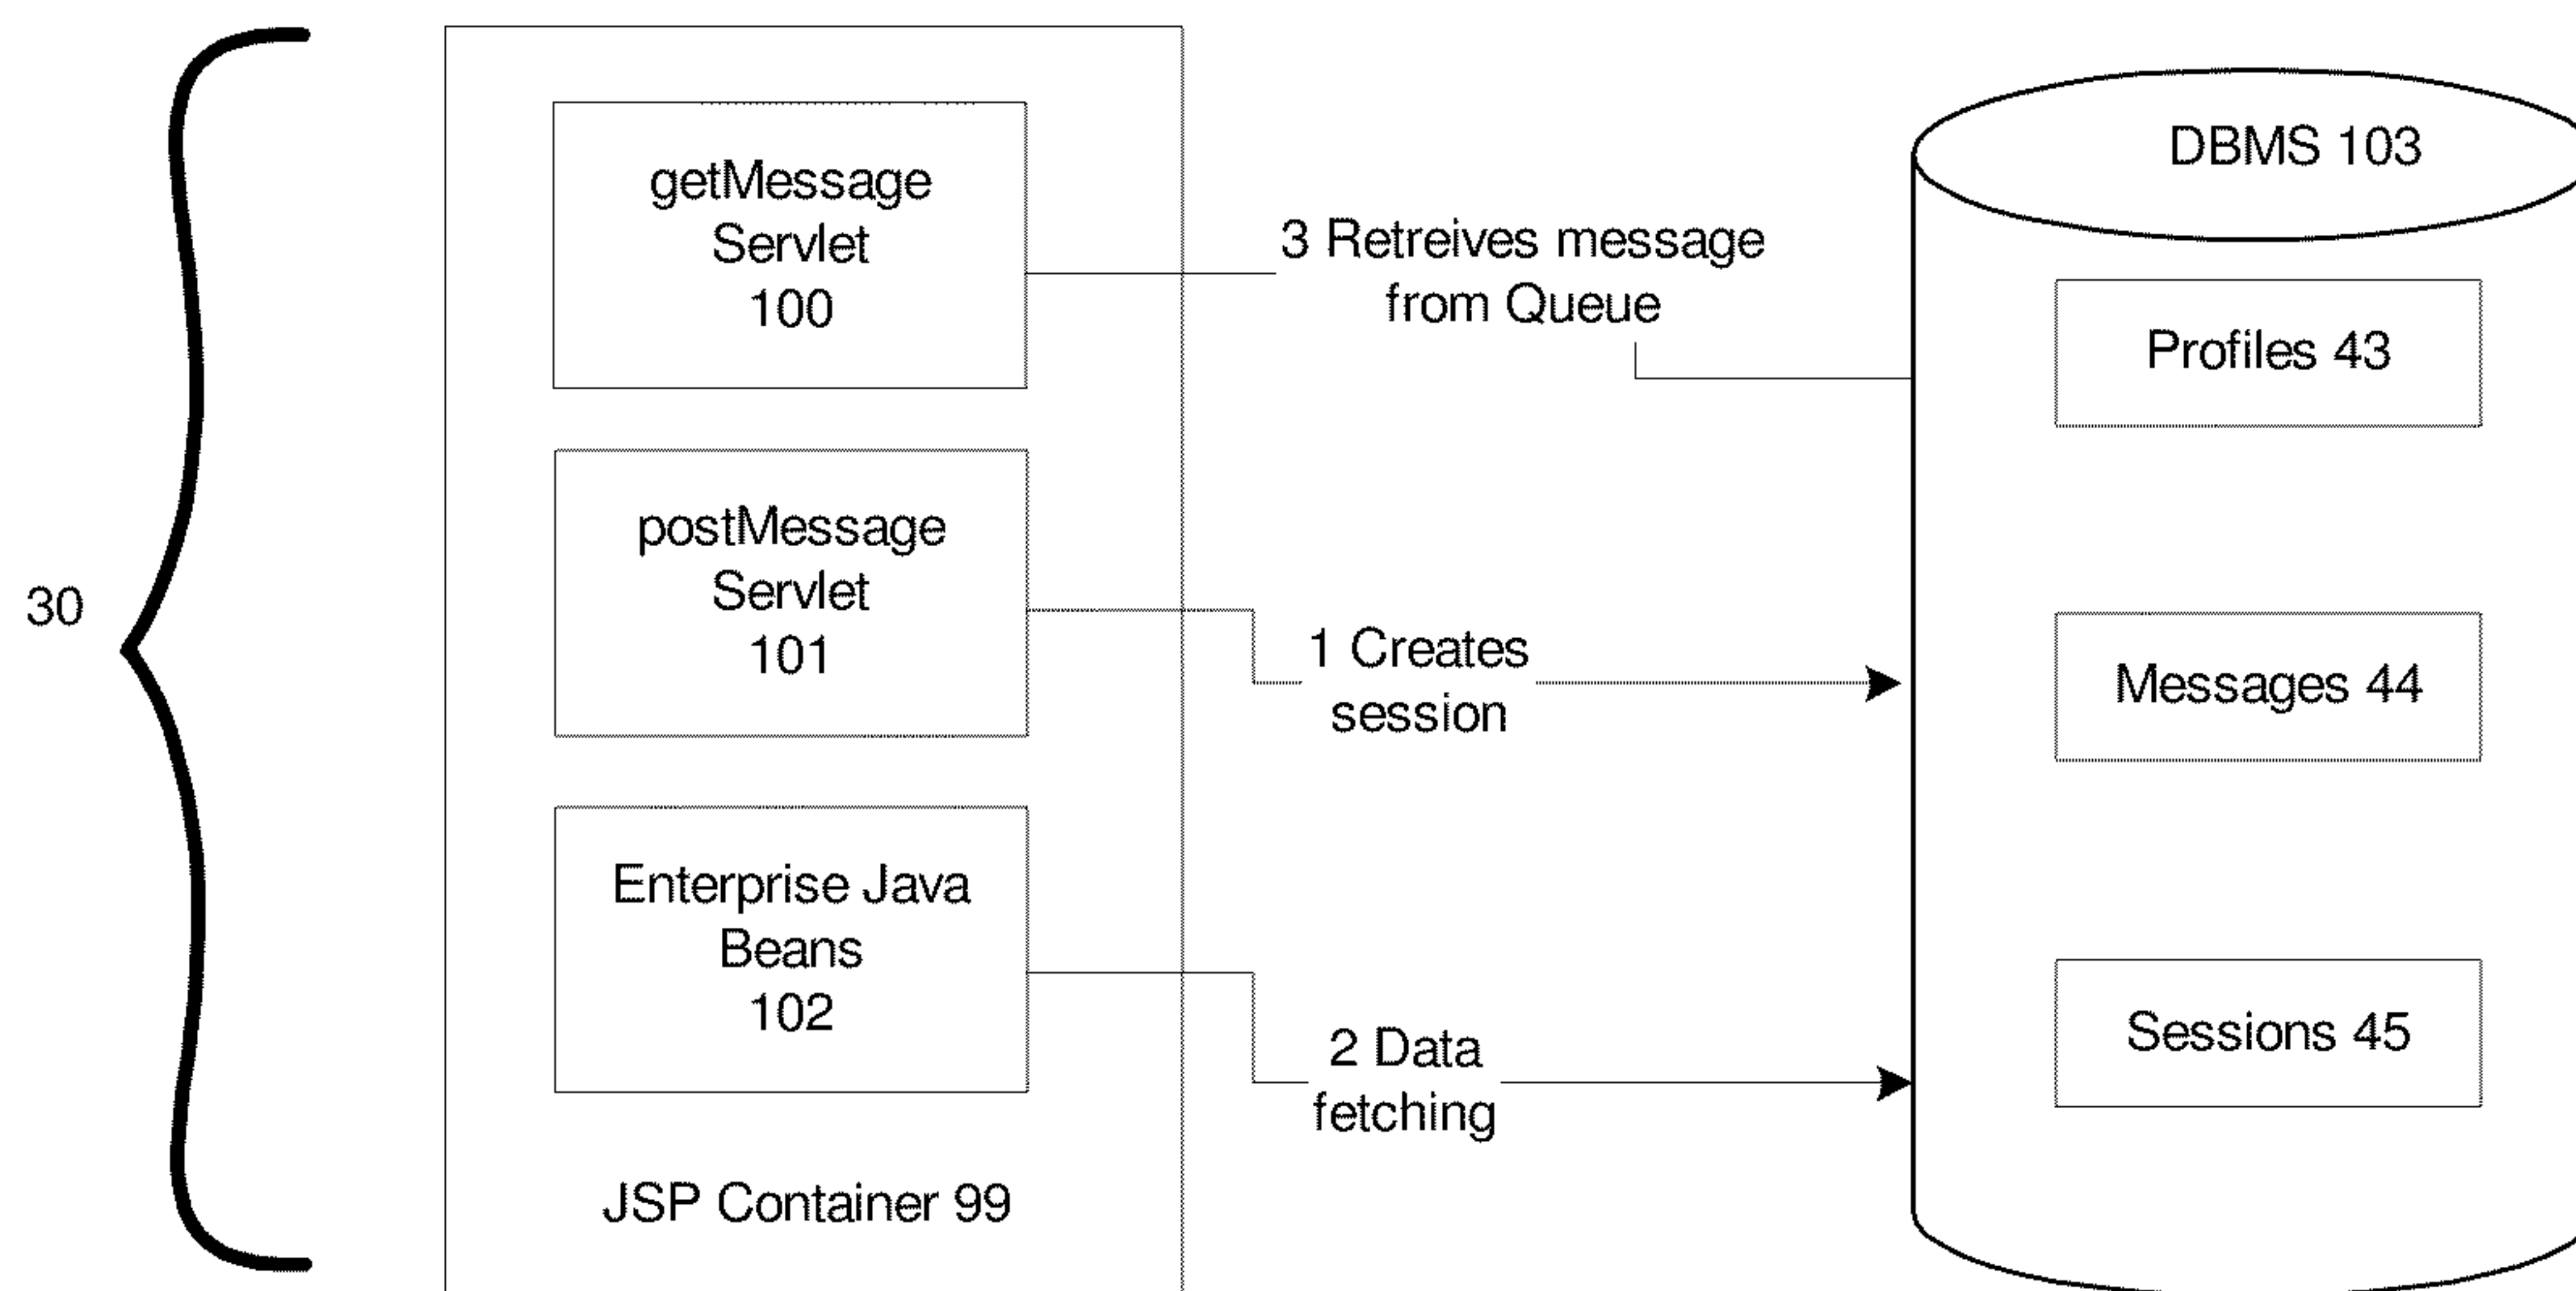 30
getMessage
Servlet
100
postMessage
Servlet
101
Enterprise Java
Beans
102
JSP Container 99
3 Retreives message
from Queue
1 Creates
session
2 Data
fetching
DBMS 103
Profiles 43
Messages 44
Sessions 45